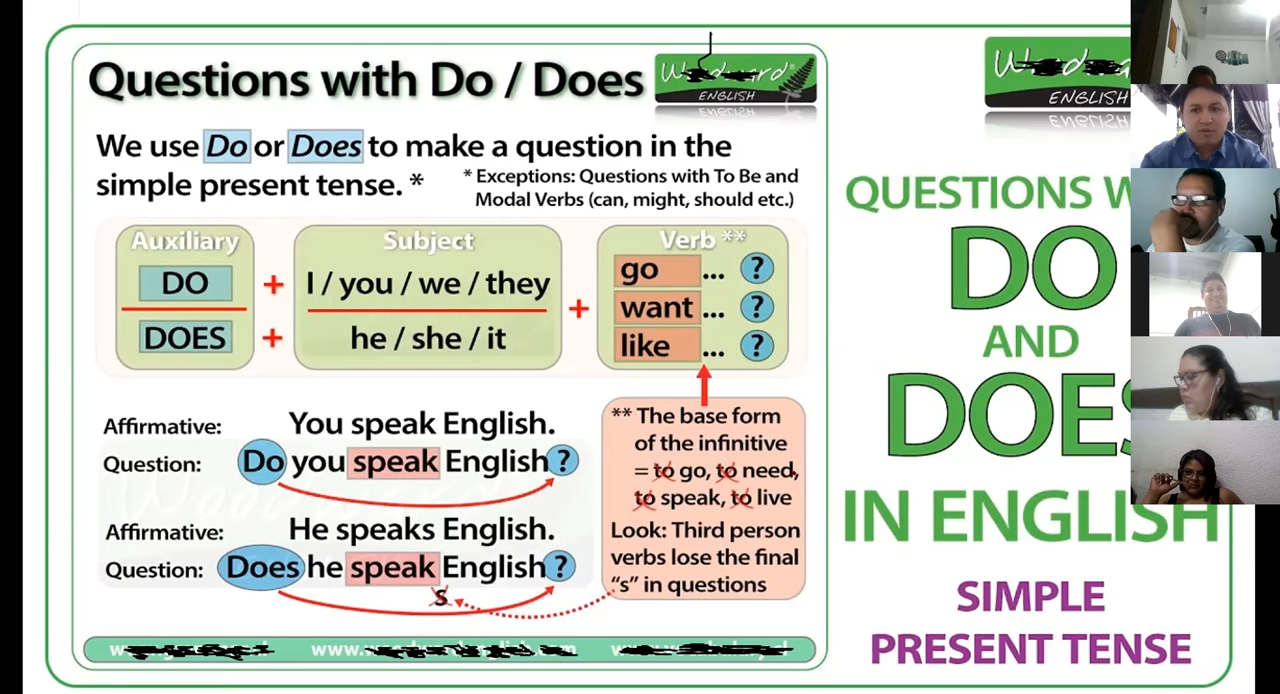 Questions with Do / Does
ENGLISH
We use Do or Does to make a question in the
simple present tense. *
* Exceptions: Questions with To Be and
Modal Verbs (can, might, should etc.)
Auxiliary
DO
DOES
+
+
Subject
I / you / we / they
he / she / it
+
Verb **
go ... ?
want ... ?
like ... ?
Affirmative: You speak English.
Question: Do you speak English ?
Affirmative: He speaks English.
Question: Does he speak English ?
s
** The base form
of the infinitive
= to go, to need,
to speak, to live
Look: Third person
verbs lose the final
"s" in questions
www.
ENGLISH
QUESTIONS W
DO
AND
DOES
IN ENGLISH
SIMPLE
PRESENT TENSE